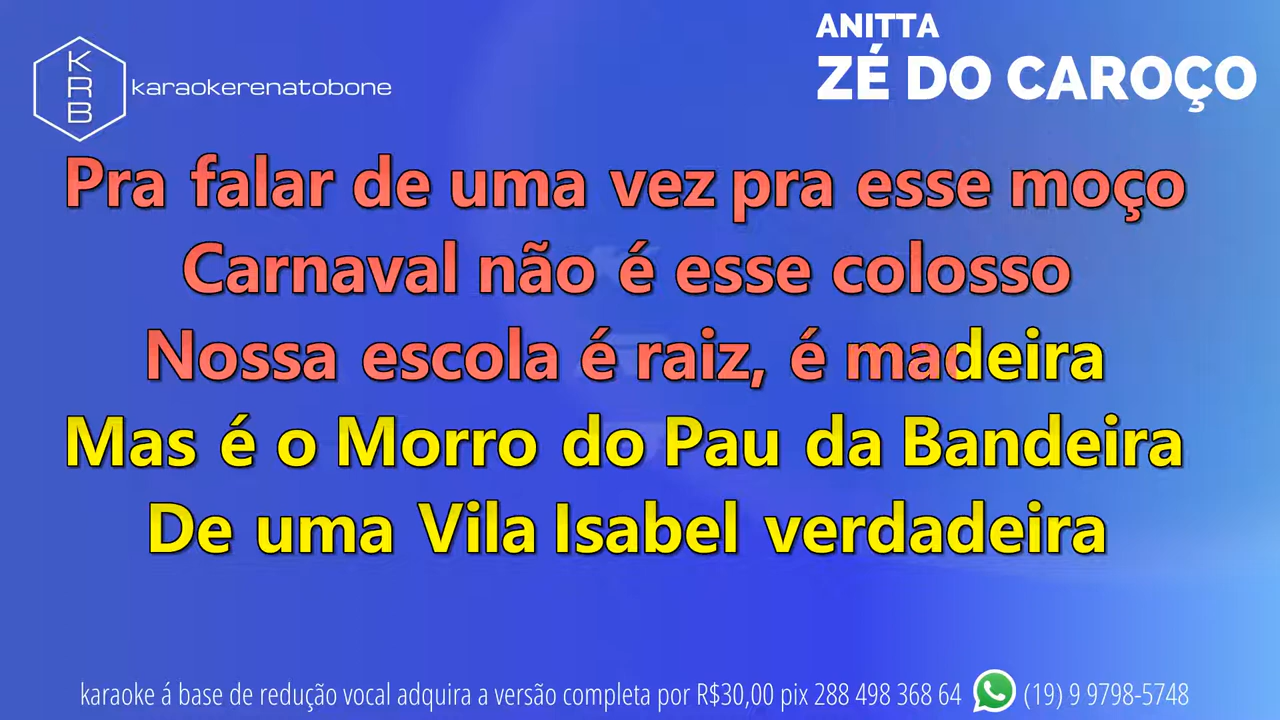 KRB
karaokerenatobone
ANITTA
ZÉ DO CAROÇO
Pra falar de uma vez pra esse moço
Carnaval não é esse colosso
Nossa escola é raiz, é madeira
Mas é o Morro do Pau da Bandeira
De uma Vila Isabel verdadeira
karaoke á base de redução vocal adquira a versão completa por R$30,00 pix 288 498 368 64 (19) 9 9798-5748